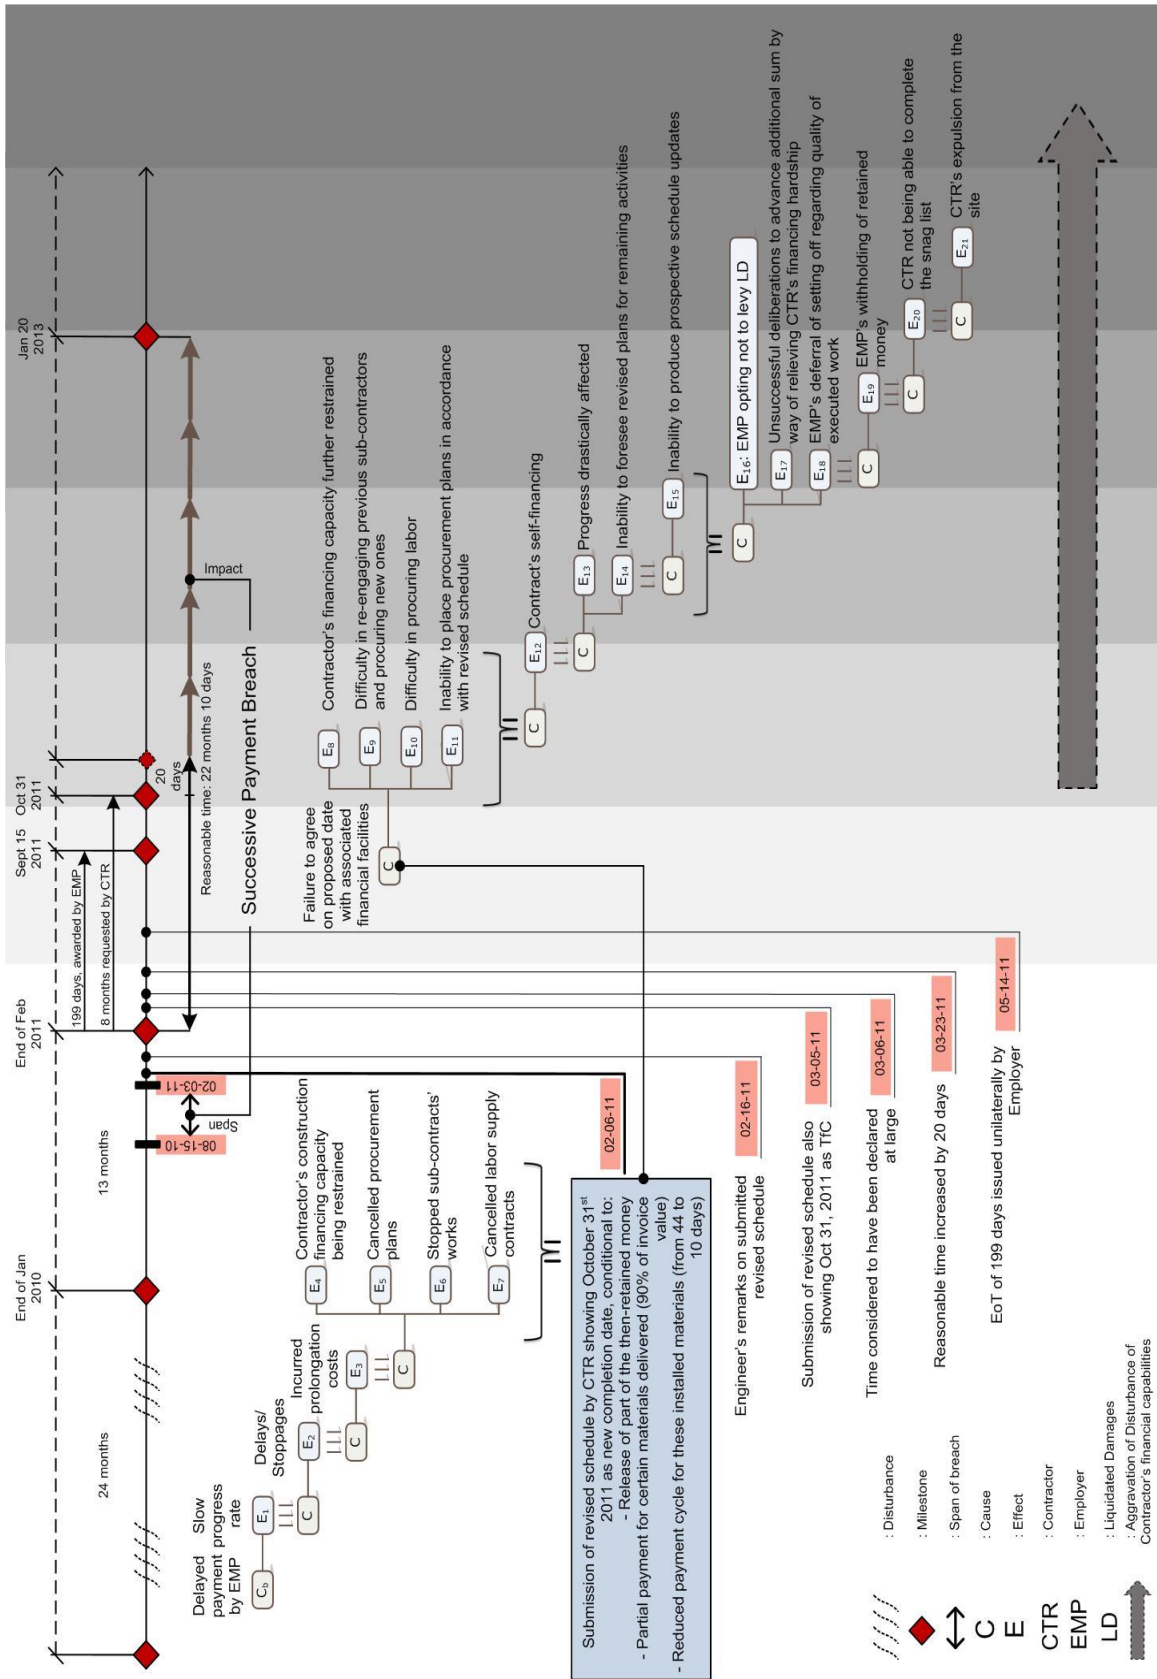 24 months
End of Jan
2010
13 months
End of Feb
2011
Sept 15
2011
Oct 31
2011
Jan 20
2013
199 days, awarded by EMP
8 months requested by CTR
20
days
Reasonable time: 22 months 10 days
08-15-10
02-03-11
Span
Impact
Successive Payment Breach
Delayed
payment
by EMP
Slow
progress
rate
Delays/
Stoppages
Incurred
prolongation
costs
Cb
E1
C
E2
C
E3
C
E4
Contractor's construction
financing capacity
being restrained
E5
Cancelled procurement
plans
E6
Stopped sub-contracts'
works
E7
Cancelled labor supply
contracts
Failure to agree
on proposed date
with associated
financial facilities
C
E8
Contractor's financing capacity further restrained
E9
Difficulty in re-engaging previous sub-contractors
and procuring new ones
E10
Difficulty in procuring labor
E11
Inability to place procurement plans in accordance
with revised schedule
C
E12
Contract's self-financing
C
E13
Progress drastically affected
E14
Inability to foresee revised plans for remaining activities
C
E15
Inability to produce prospective schedule updates
C
E16: EMP opting not to levy LD
E17
Unsuccessful deliberations to advance additional sum by
way of relieving CTR's financing hardship
E18
EMP's deferral of setting off regarding quality of
executed work
C
E19
EMP's withholding of retained
money
C
E20
CTR not being able to complete
the snag list
C
E21
CTR's expulsion from the
site
02-06-11
Submission of revised schedule by CTR showing October 31st
2011 as new completion date, conditional to:
- Release of part of the then-retained money
- Partial payment for certain materials delivered (90% of invoice
value)
- Reduced payment cycle for these installed materials (from 44 to
10 days)
02-16-11
Engineer's remarks on submitted
revised schedule
03-05-11
Submission of revised schedule also
showing Oct 31, 2011 as TfC
03-06-11
Time considered to have been declared
at large
03-23-11
Reasonable time increased by 20 days
05-14-11
EoT of 199 days issued unilaterally by
Employer
: Disturbance
: Milestone
: Span of breach
C : Cause
E : Effect
CTR : Contractor
EMP : Employer
LD : Liquidated Damages
: Aggravation of Disturbance of
Contractor's financial capabilities